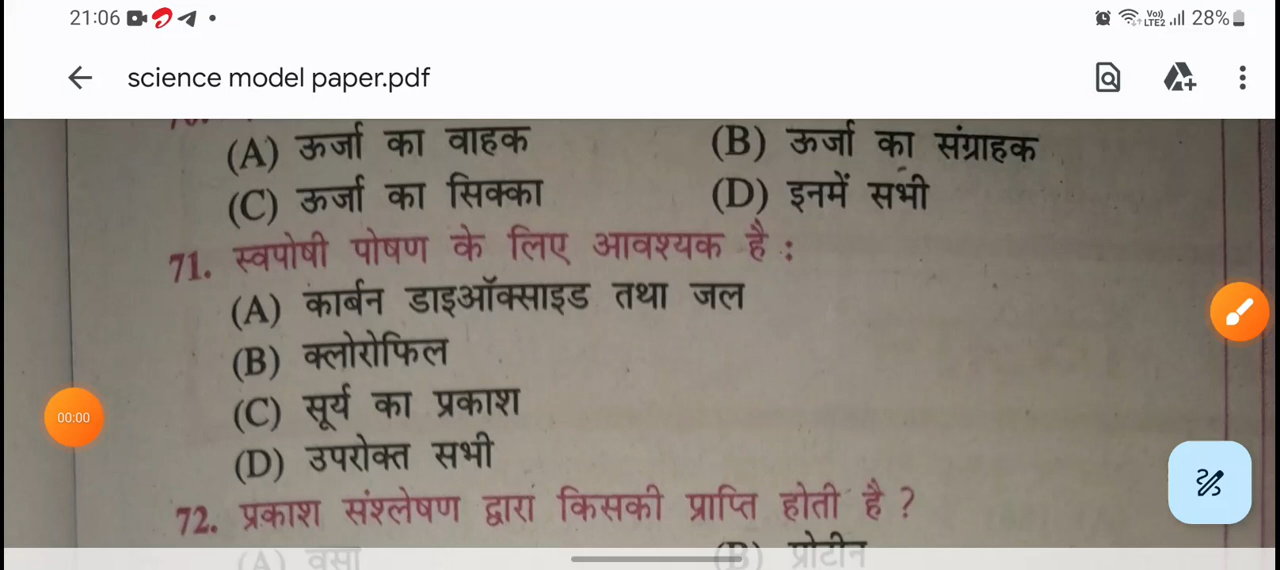 21:06 28%
science model paper.pdf
(A) ऊर्जा का वाहक (B) ऊर्जा का संग्राहक
(C) ऊर्जा का सिक्का (D) इनमें सभी
71. स्वपोषी पोषण के लिए आवश्यक है :
(A) कार्बन डाइऑक्साइड तथा जल
(B) क्लोरोफिल
(C) सूर्य का प्रकाश
00:00
(D) उपरोक्त सभी
72. प्रकाश संश्लेषण द्वारा किसकी प्राप्ति होती है ?
(A) वसा (B) प्रोटीन